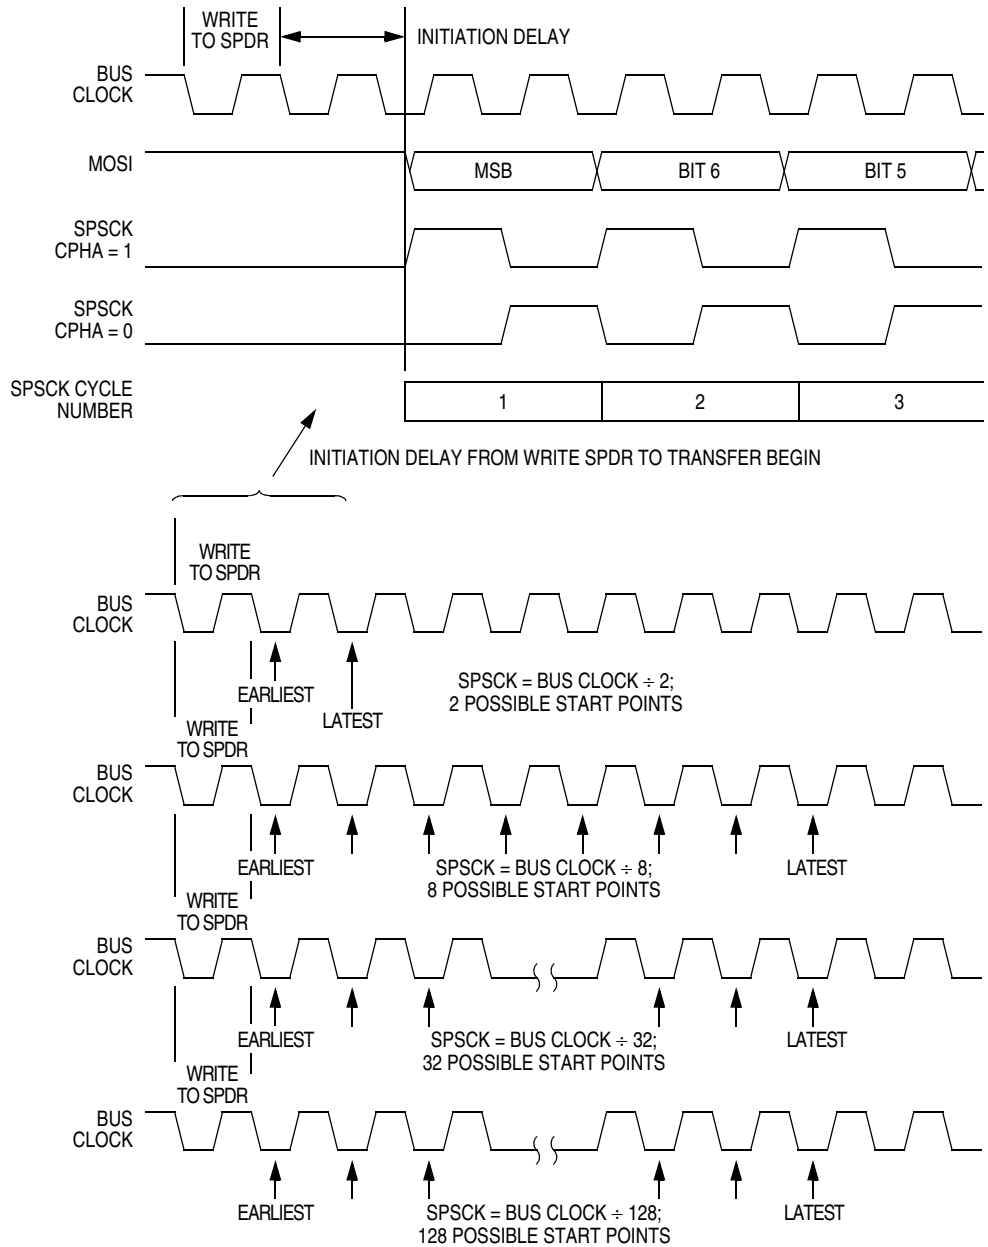 WRITE
TO SPDR
INITIATION DELAY
BUS
CLOCK
MOSI
MSB
BIT 6
BIT 5
SPSCK
CPHA = 1
SPSCK
CPHA = 0
SPSCK CYCLE
NUMBER
1
2
3
INITIATION DELAY FROM WRITE SPDR TO TRANSFER BEGIN
WRITE
TO SPDR
BUS
CLOCK
EARLIEST
LATEST
SPSCK = BUS CLOCK ÷ 2;
2 POSSIBLE START POINTS
WRITE
TO SPDR
BUS
CLOCK
EARLIEST
SPSCK = BUS CLOCK ÷ 8;
8 POSSIBLE START POINTS
LATEST
WRITE
TO SPDR
BUS
CLOCK
EARLIEST
SPSCK = BUS CLOCK ÷ 32;
32 POSSIBLE START POINTS
LATEST
WRITE
TO SPDR
BUS
CLOCK
EARLIEST
SPSCK = BUS CLOCK ÷ 128;
128 POSSIBLE START POINTS
LATEST